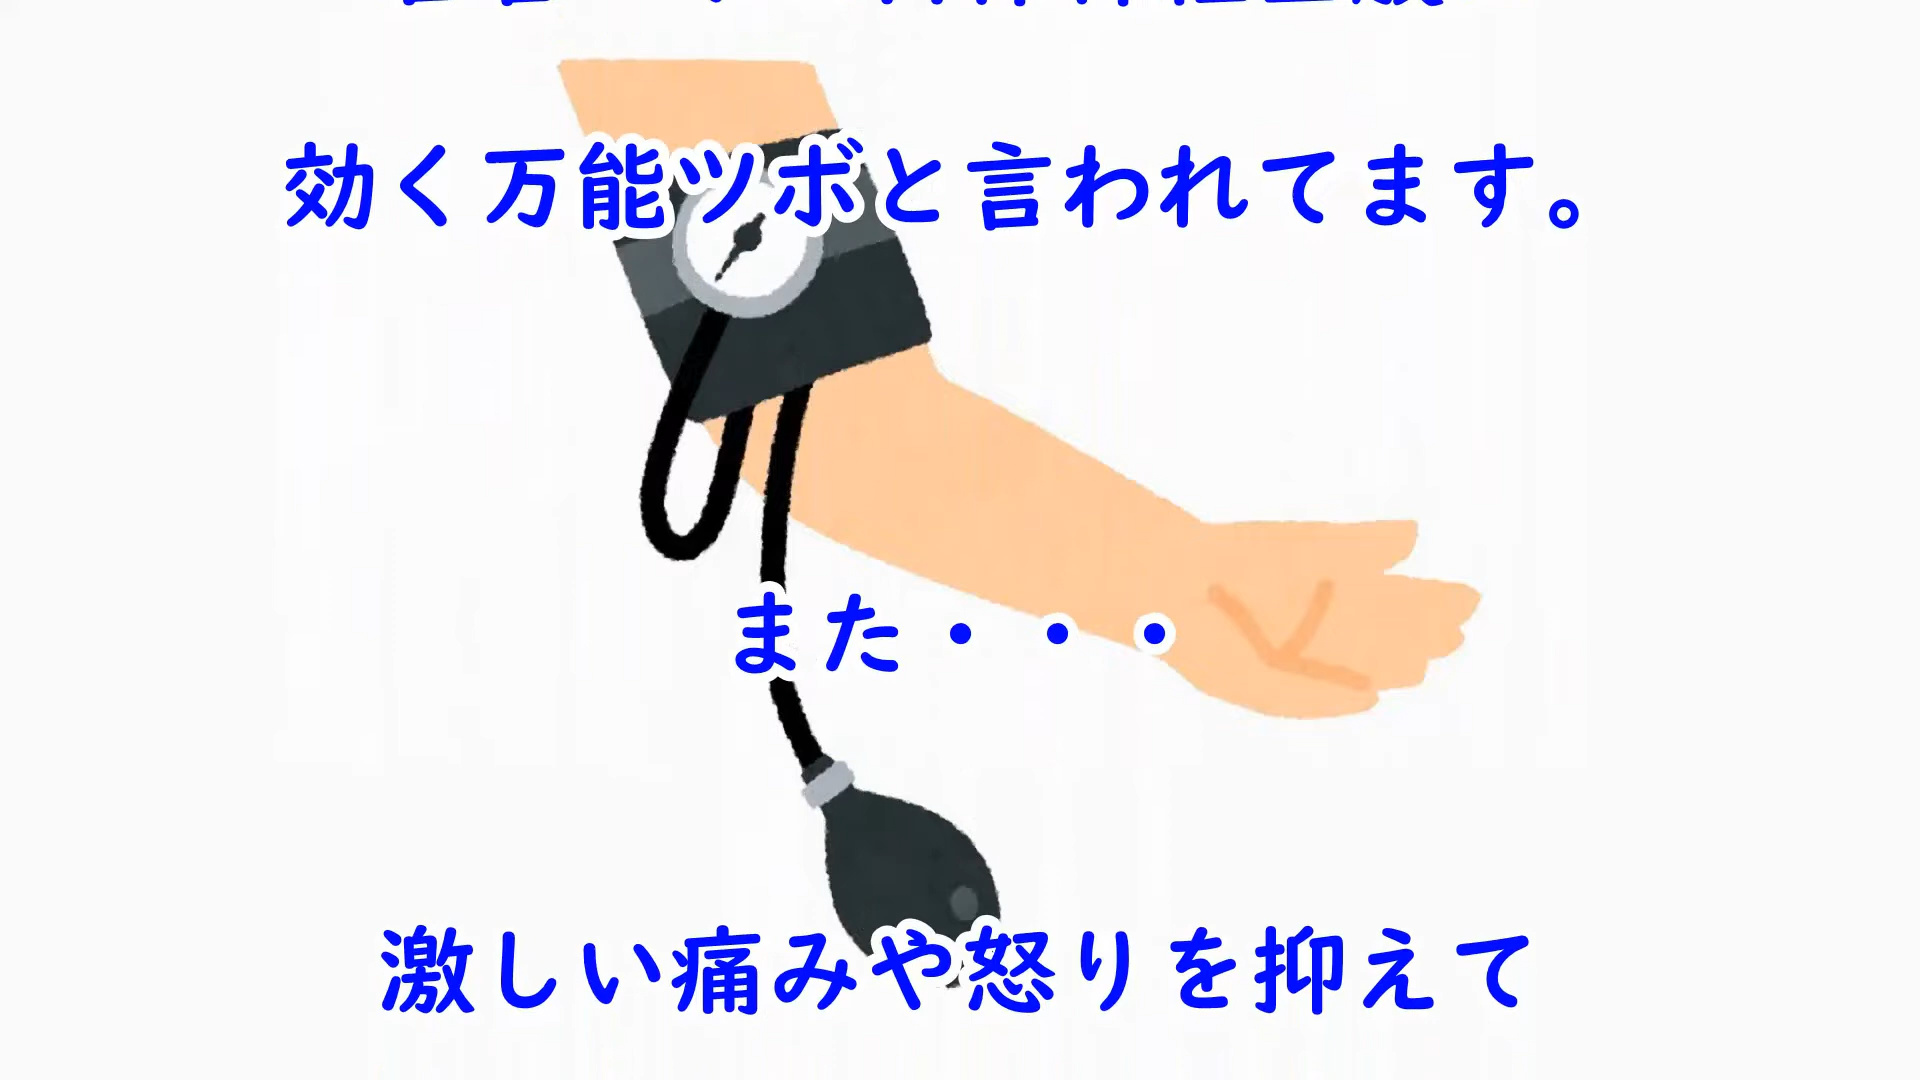 効く万能ツボと言われてます。
また・・・
激しい痛みや怒りを抑えて